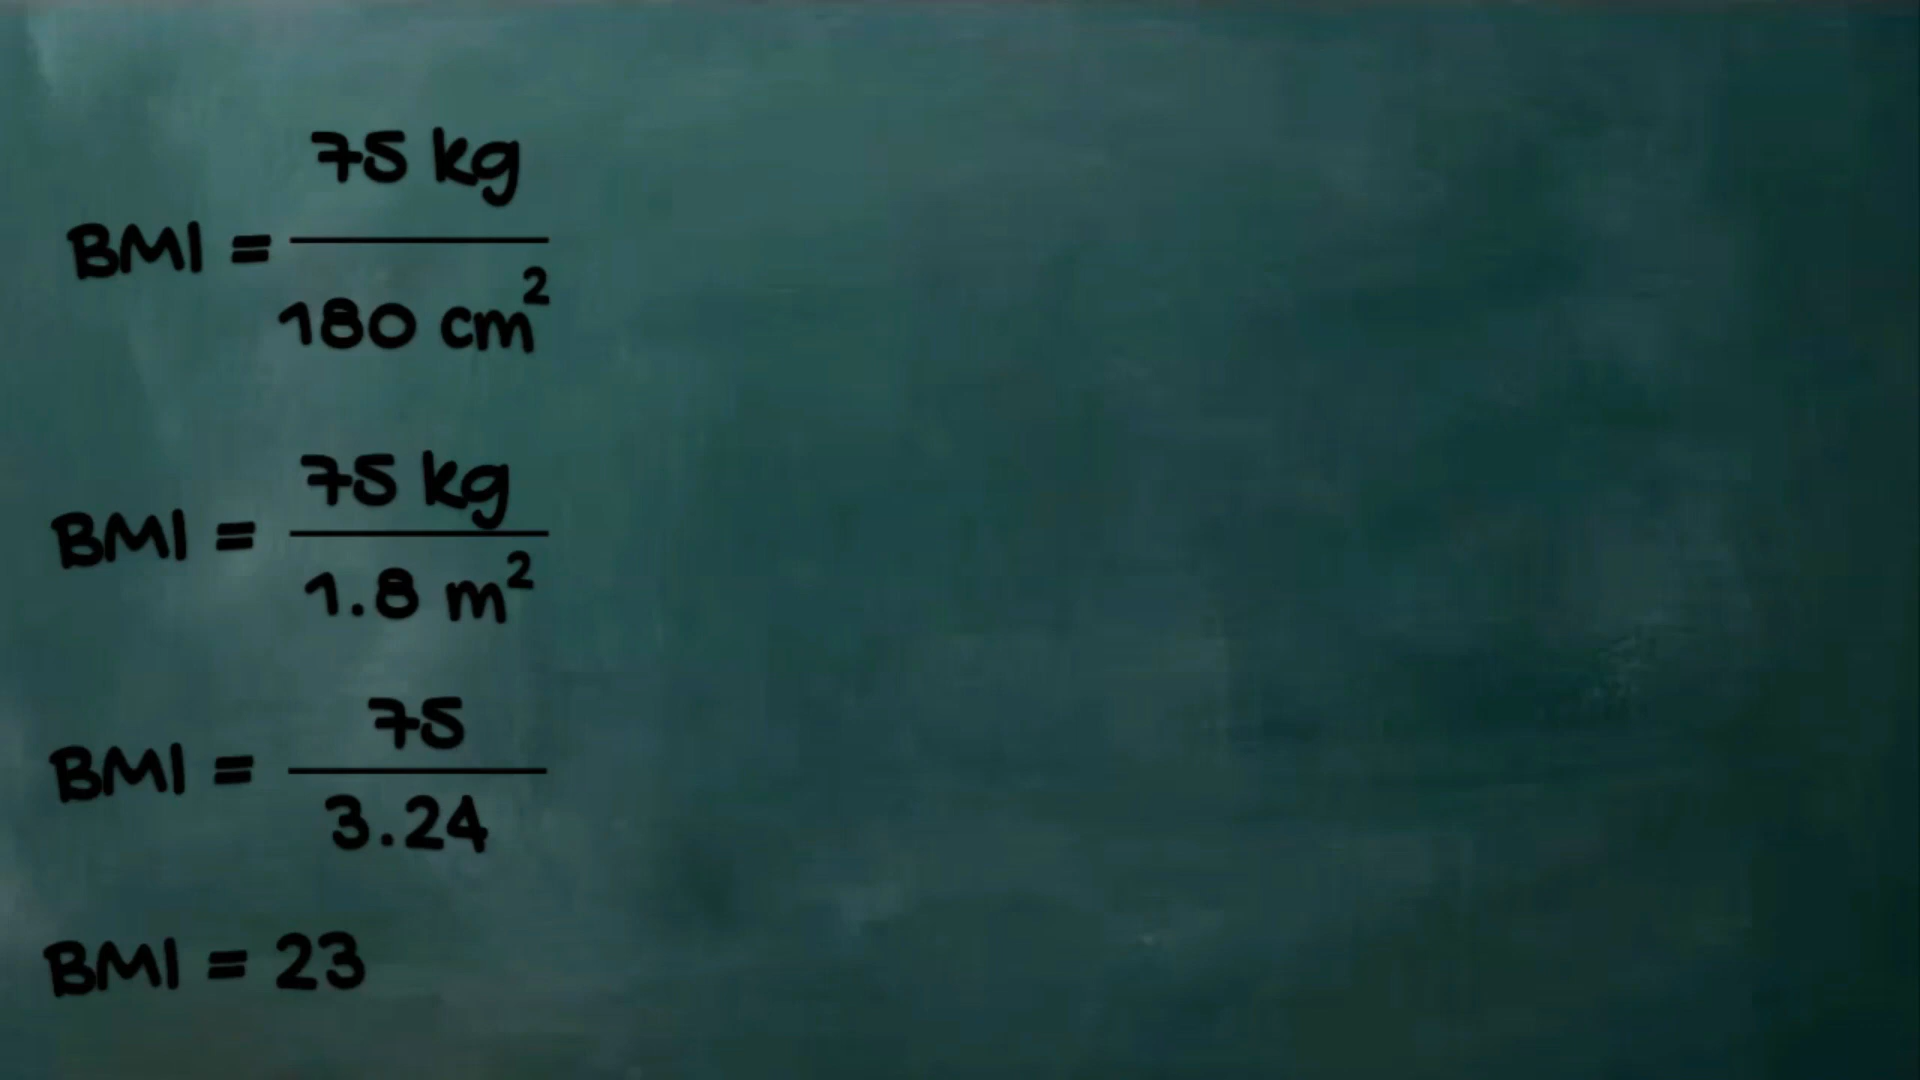 75 kg
BMI =
180 cm²
75 kg
BMI =
1.8 m²
75
BMI =
3.24
BMI = 23